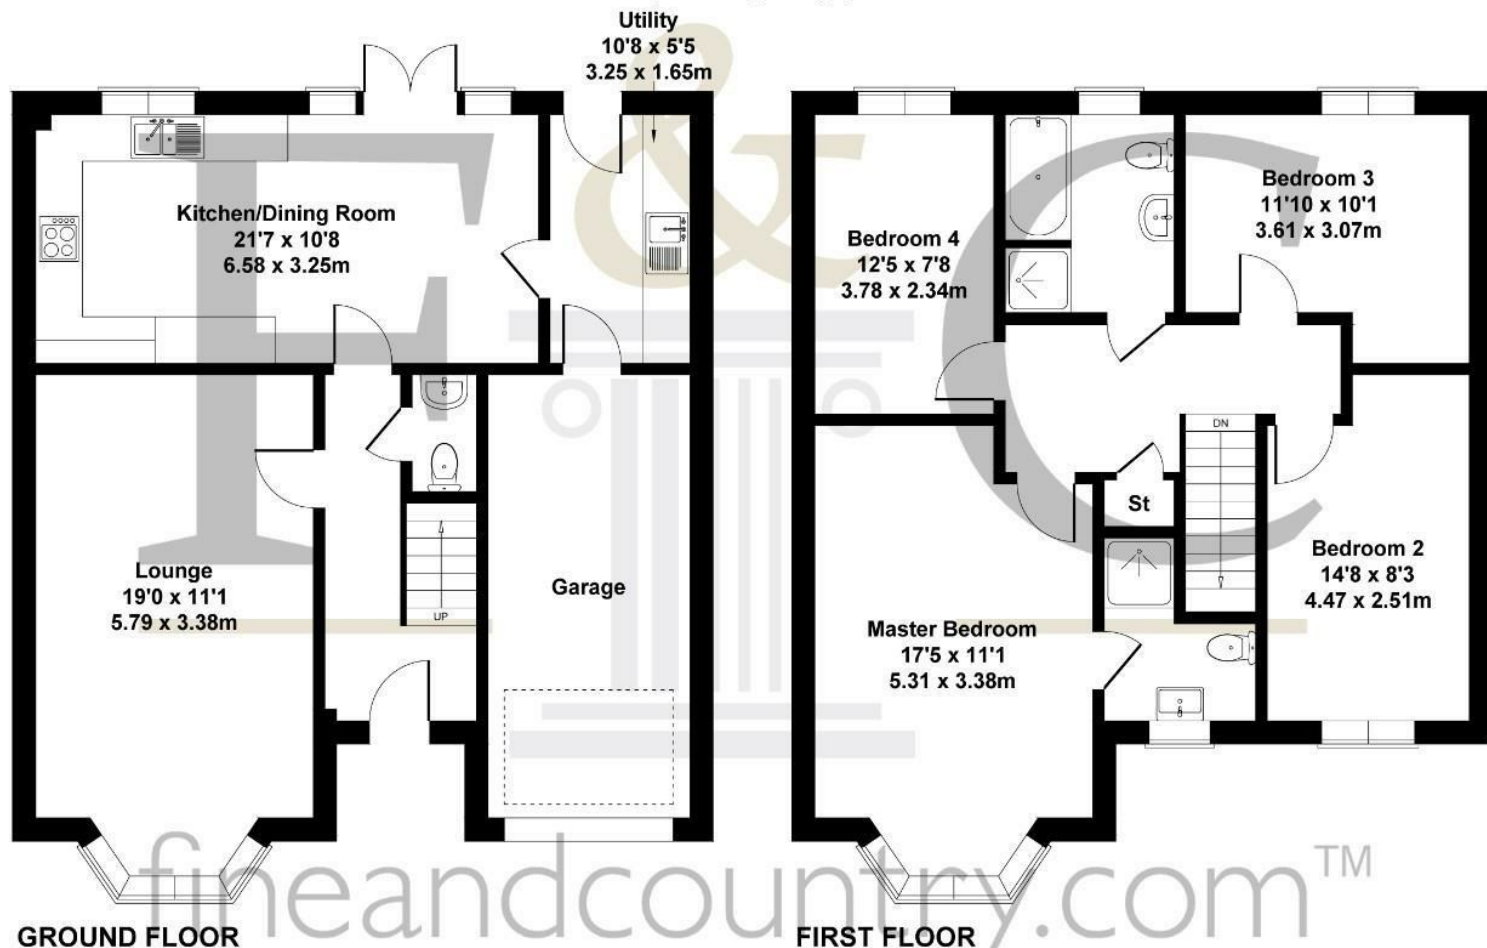 Utility
10'8 x 5'5
3.25 x 1.65m
Kitchen/Dining Room
21'7 x 10'8
6.58 x 3.25m
Lounge
19'0 x 11'1
5.79 x 3.38m
UP
Garage
GROUND FLOOR
Bedroom 4
12'5 x 7'8
3.78 x 2.34m
Bedroom 3
11'10 x 10'1
3.61 x 3.07m
DN
St
Bedroom 2
14'8 x 8'3
4.47 x 2.51m
Master Bedroom
17'5 x 11'1
5.31 x 3.38m
FIRST FLOOR
F & C
fineandcountry.com™